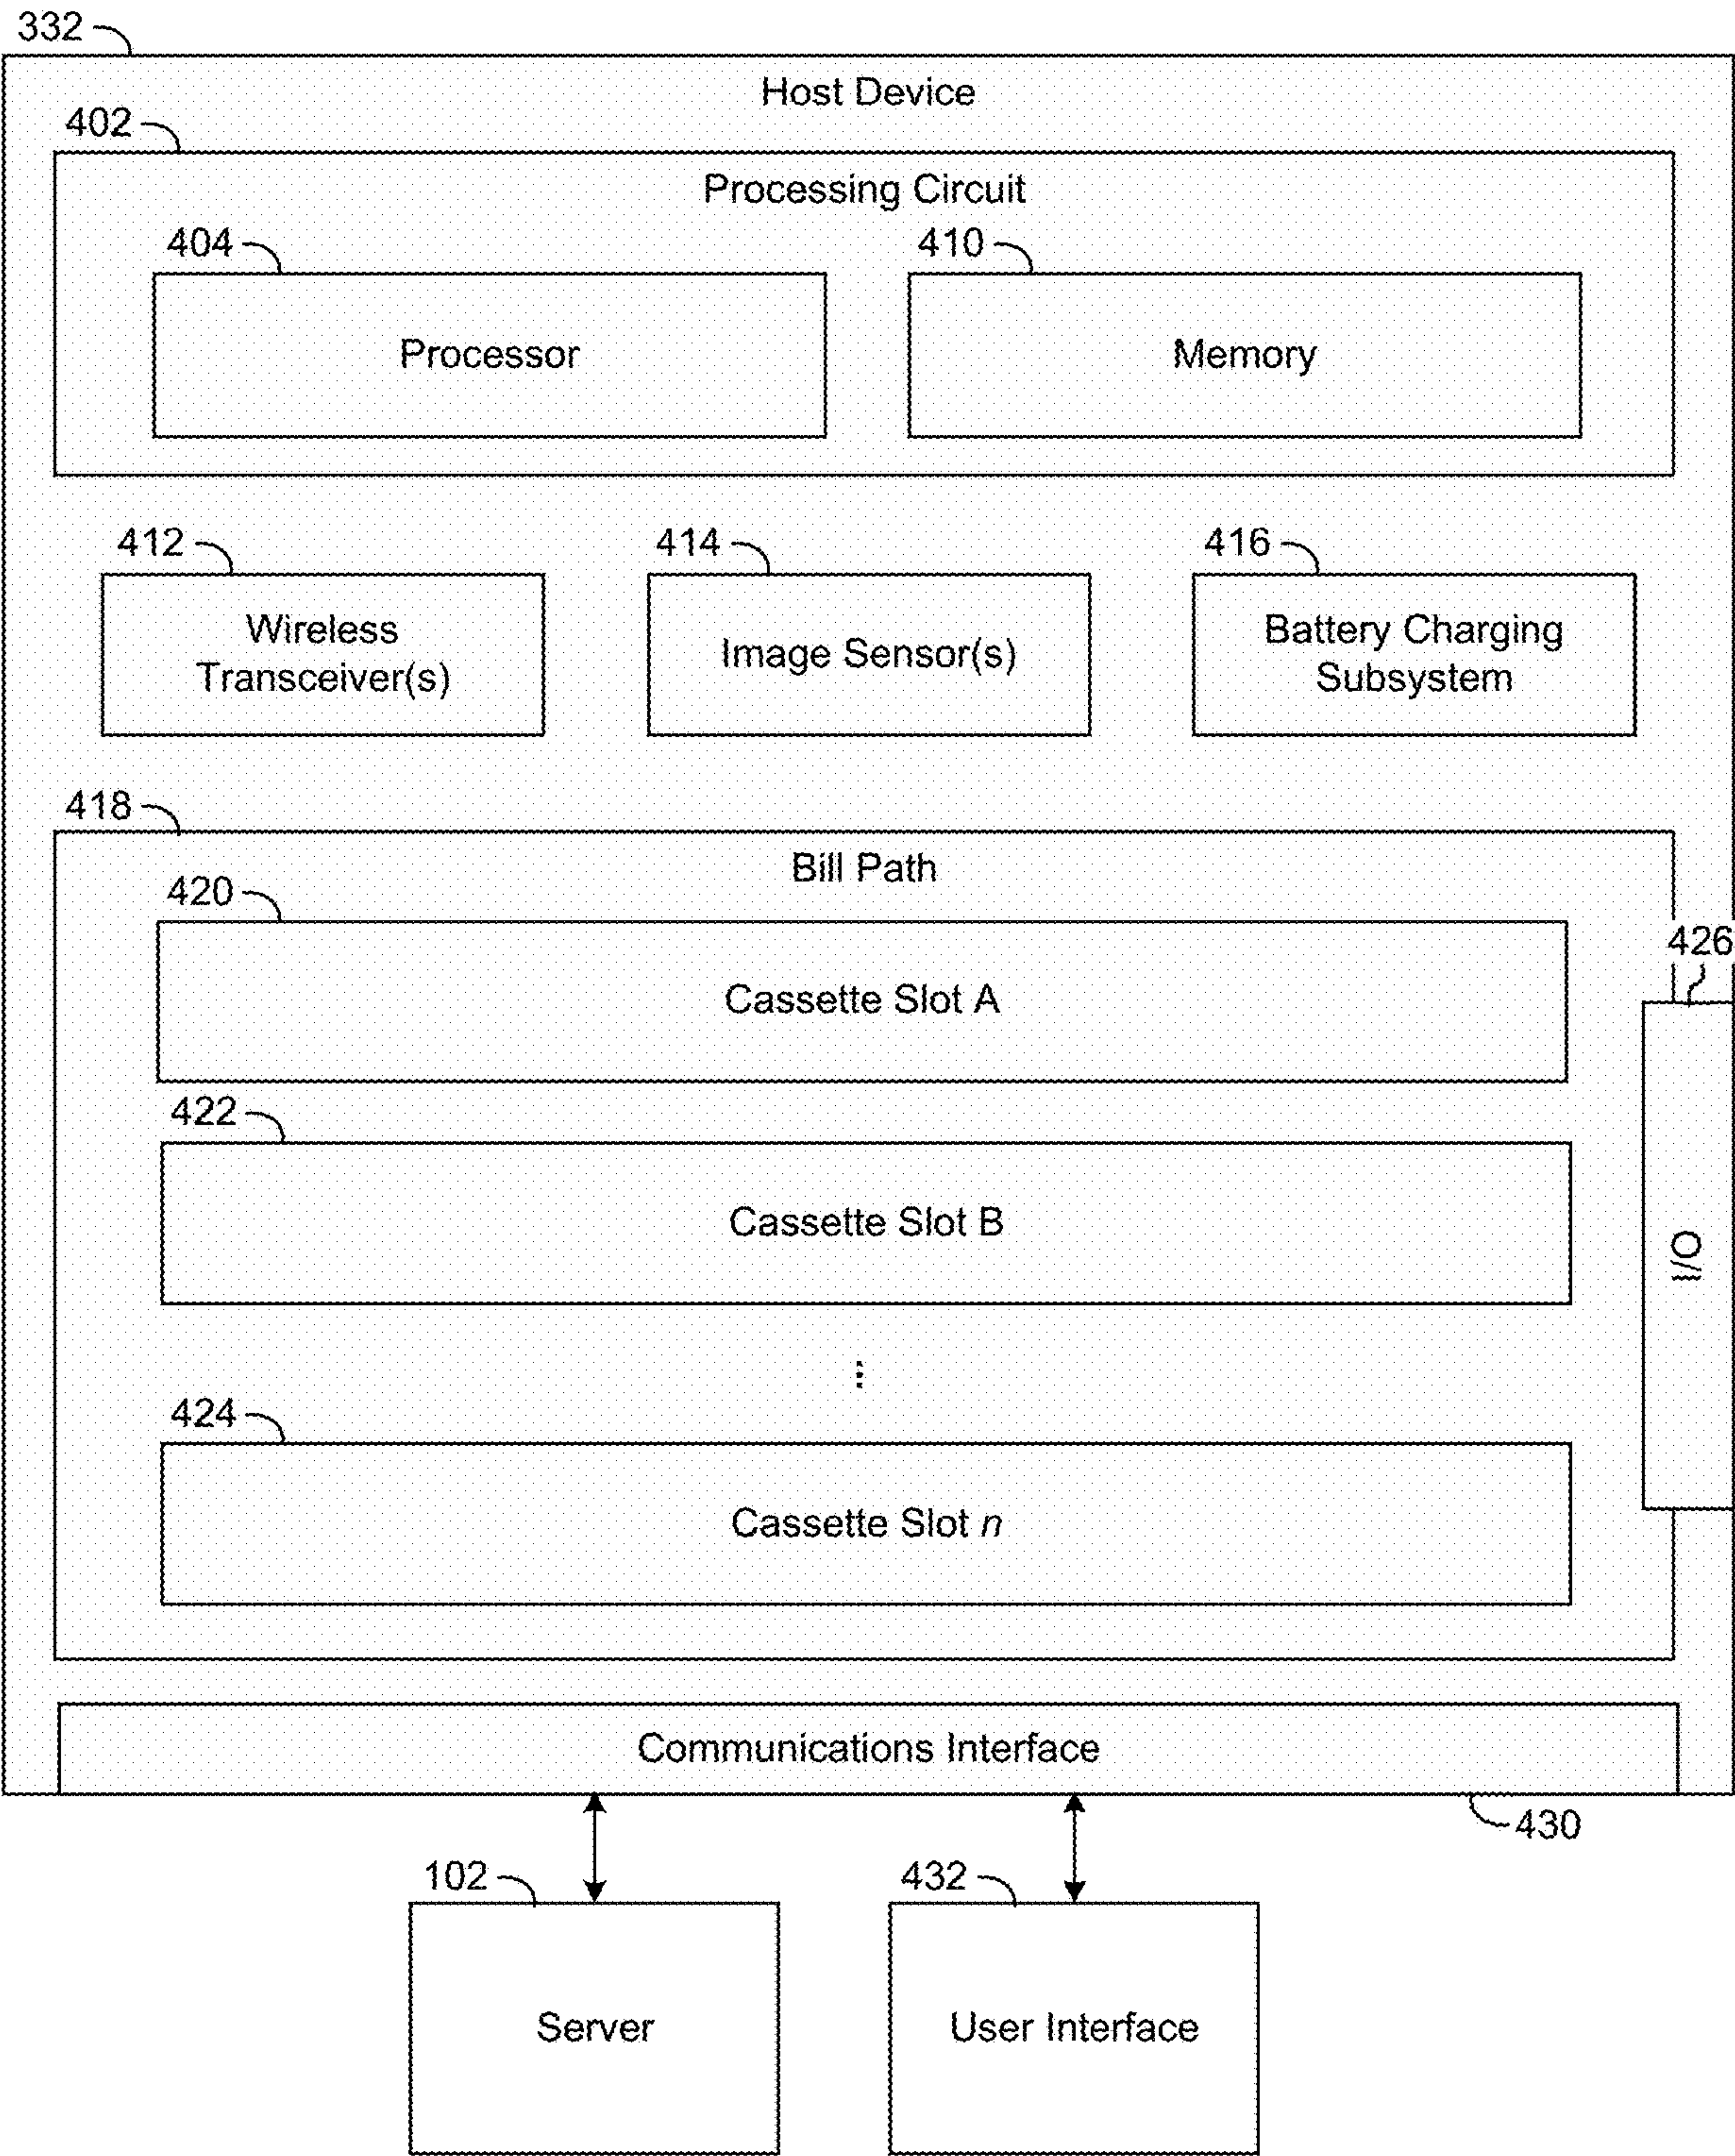 332
Host Device
402
Processing Circuit
404
410
Processor
Memory
412
414
416
Wireless
Transceiver(s)
Image Sensor(s)
Battery Charging
Subsystem
418
Bill Path
420
Cassette Slot A
426
422
Cassette Slot B
O/I
...
424
Cassette Slot n
Communications Interface
430
102
432
Server
User Interface